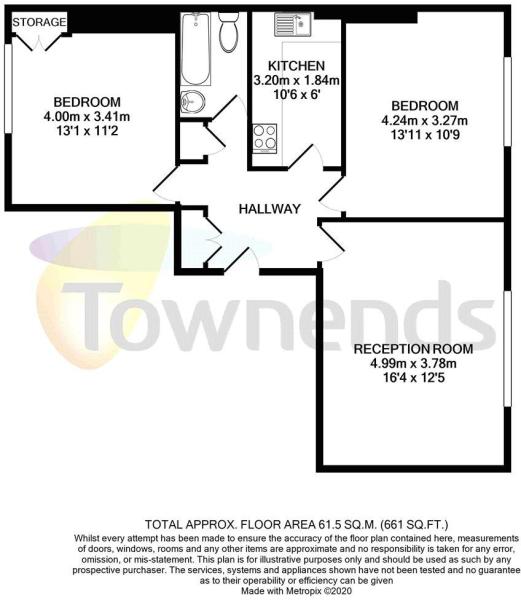 STORAGE
BEDROOM
4.00m x 3.41m
13'1 x 11'2
KITCHEN
3.20m x 1.84m
10'6 x 6'
BEDROOM
4.24m x 3.27m
13'11 x 10'9
HALLWAY
Townends
RECEPTION ROOM
4.99m x 3.78m
16'4 x 12'5
TOTAL APPROX. FLOOR AREA 61.5 SQ.M. (661 SQ.FT.)
Whilst every attempt has been made to ensure the accuracy of the floor plan contained here, measurements
of doors, windows, rooms and any other items are approximate and no responsibility is taken for any error,
omission, or mis-statement. This plan is for illustrative purposes only and should be used as such by any
prospective purchaser. The services, systems and appliances shown have not been tested and no guarantee
as to their operability or efficiency can be given
Made with Metropix ©2020